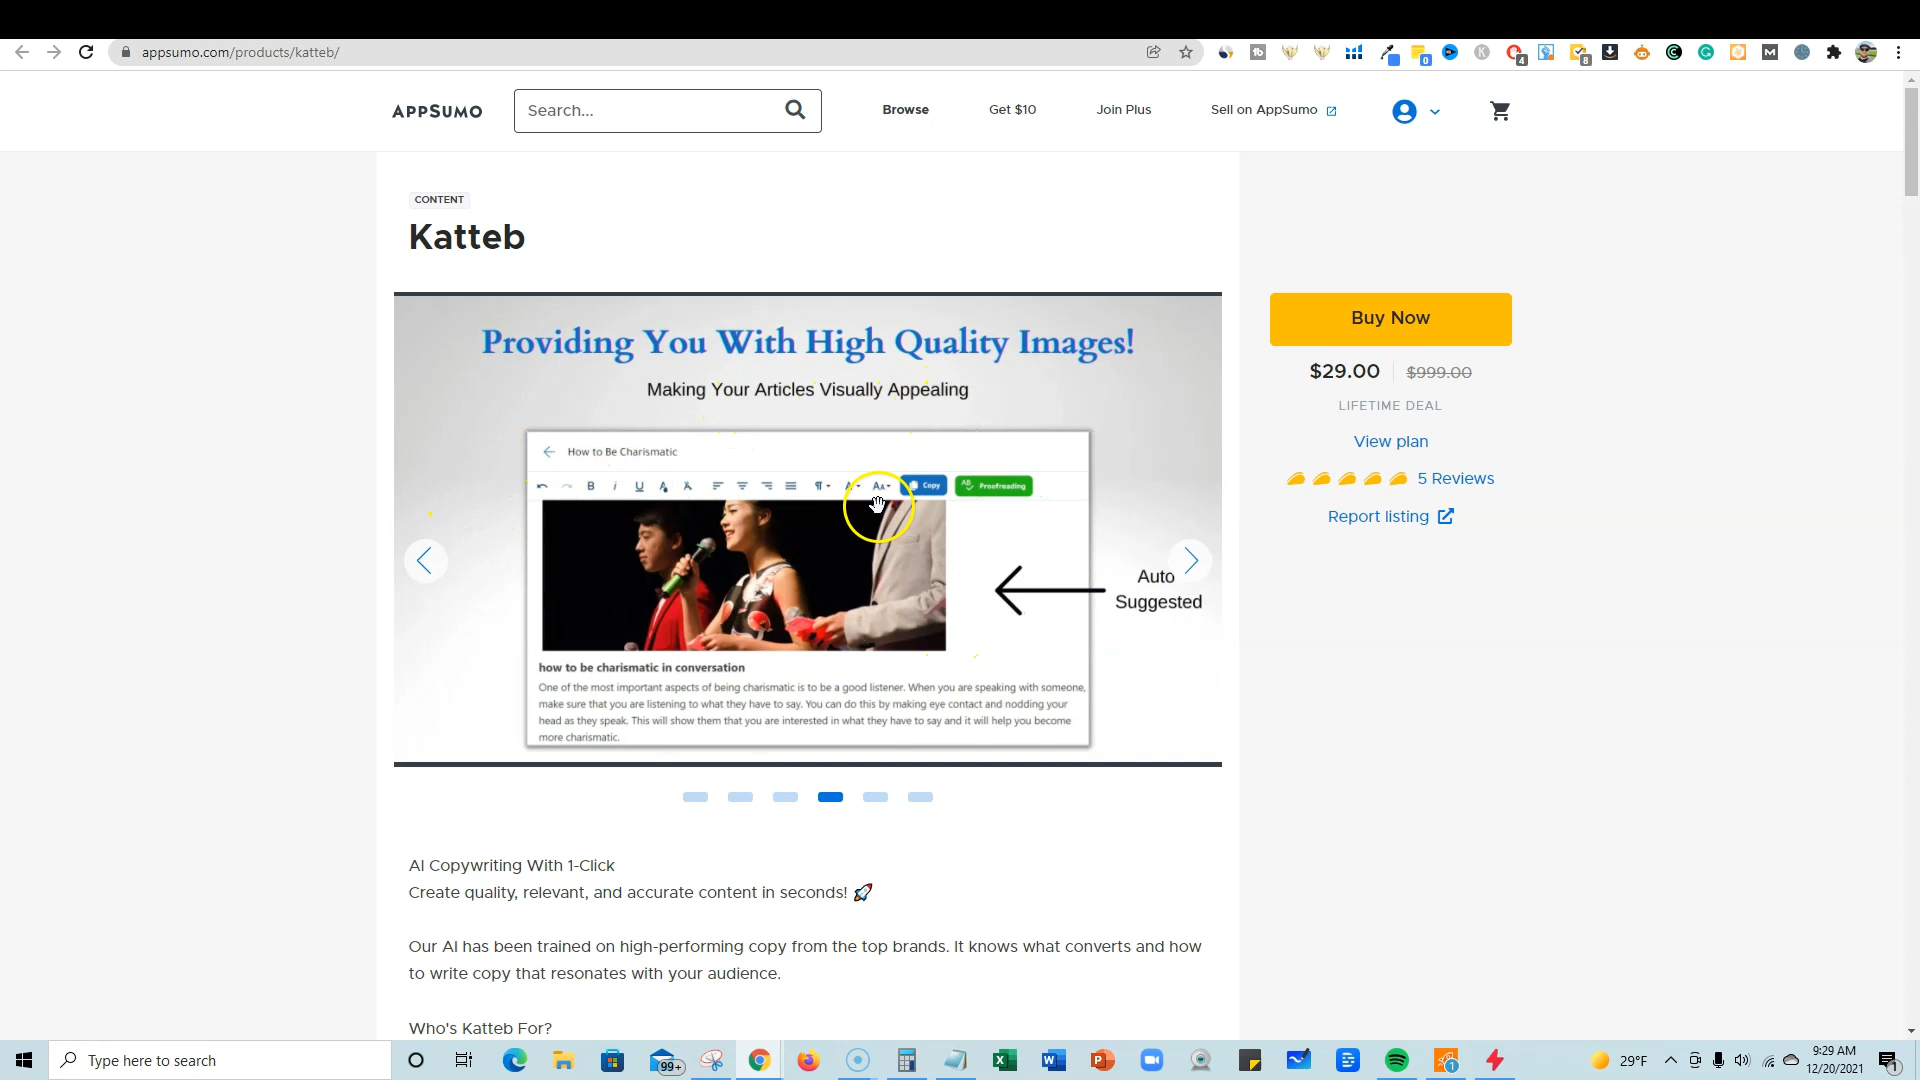 appsumo.com/products/katteb/
0
4
8
APPSUMO
Search...
Browse
Get $10
Join Plus
Sell on AppSumo
CONTENT
Katteb
Providing You With High Quality Images!
Making Your Articles Visually Appealing
How to Be Charismatic
Copy
Proofreading
Auto
Suggested
how to be charismatic in conversation
One of the most important aspects of being charismatic is to be a good listener. When you are speaking with someone,
make sure that you are listening to what they have to say. You can do this by making eye contact and nodding your
head as they speak. This will show them that you are interested in what they have to say and it will help you become
more charismatic.
Buy Now
$29.00 $999.00
LIFETIME DEAL
View plan
5 Reviews
Report listing
AI Copywriting With 1-Click
Create quality, relevant, and accurate content in seconds! 🚀
Our AI has been trained on high-performing copy from the top brands. It knows what converts and how
to write copy that resonates with your audience.
Who's Katteb For?
Type here to search
99+
1
29°F
9:29 AM
12/20/2021
1